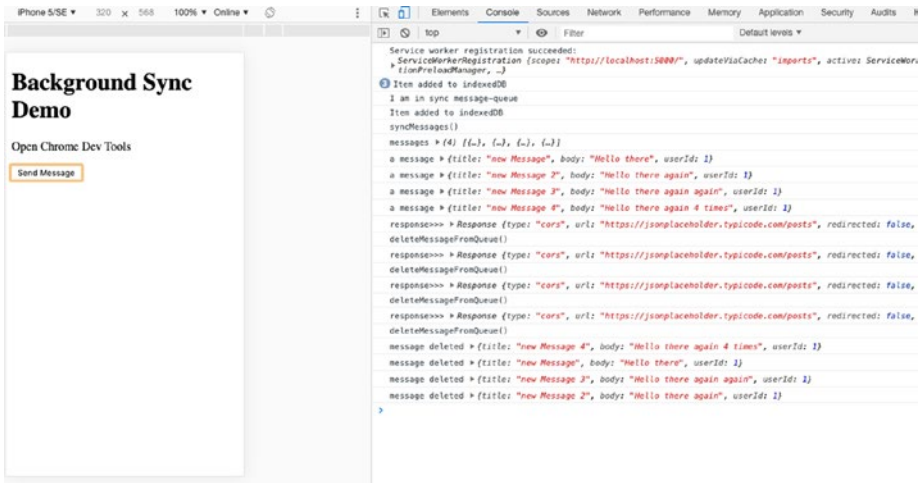 iPhone 5/SE ▼ 320 x 568 100% ▼ Online ▼
Elements Console Sources Network Performance Memory Application Security Audits
top ▼ Filter Default levels ▼
Background Sync
Demo
Open Chrome Dev Tools
Send Message
Service worker registration succeeded:
ServiceWorkerRegistration {scope: "http://localhost:5000/", updateViaCache: "imports", active: ServiceWor
tionPreloadManager, …}
3 Item added to indexedDB
I am in sync message-queue
Item added to indexedDB
syncMessages()
messages ▶ (4) [{…}, {…}, {…}, {…}]
a message ▶ {title: "new Message", body: "Hello there", userId: 1}
a message ▶ {title: "new Message 2", body: "Hello there again", userId: 1}
a message ▶ {title: "new Message 3", body: "Hello there again again", userId: 1}
a message ▶ {title: "new Message 4", body: "Hello there again 4 times", userId: 1}
response>>> ▶ Response {type: "cors", url: "https://jsonplaceholder.typicode.com/posts", redirected: false,
deleteMessageFromQueue()
response>>> ▶ Response {type: "cors", url: "https://jsonplaceholder.typicode.com/posts", redirected: false,
deleteMessageFromQueue()
response>>> ▶ Response {type: "cors", url: "https://jsonplaceholder.typicode.com/posts", redirected: false,
deleteMessageFromQueue()
response>>> ▶ Response {type: "cors", url: "https://jsonplaceholder.typicode.com/posts", redirected: false,
deleteMessageFromQueue()
message deleted ▶ {title: "new Message 4", body: "Hello there again 4 times", userId: 1}
message deleted ▶ {title: "new Message", body: "Hello there", userId: 1}
message deleted ▶ {title: "new Message 3", body: "Hello there again again", userId: 1}
message deleted ▶ {title: "new Message 2", body: "Hello there again", userId: 1}